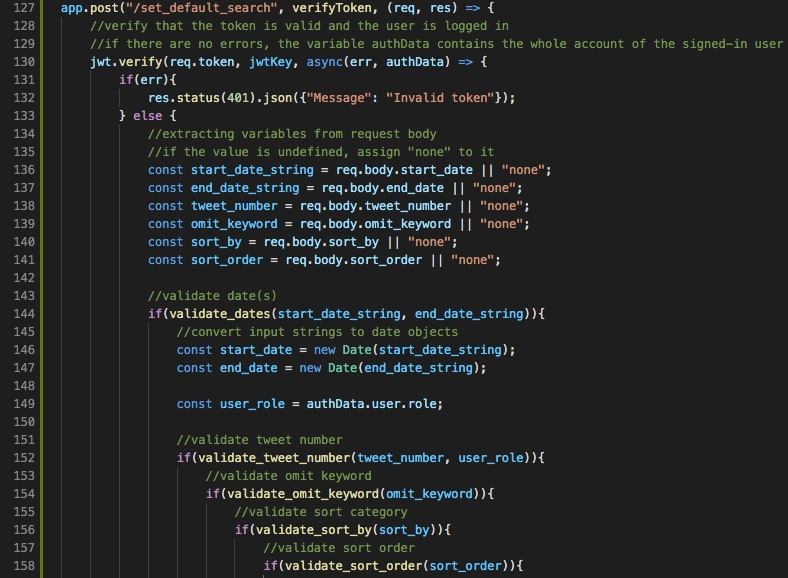 127 app.post("/set_default_search", verifyToken, (req, res) => {
128 //verify that the token is valid and the user is logged in
129 //if there are no errors, the variable authData contains the whole account of the signed-in user
130 jwt.verify(req.token, jwtKey, async(err, authData) => {
131 if(err){
132 res.status(401).json({"Message": "Invalid token"});
133 } else {
134 //extracting variables from request body
135 //if the value is undefined, assign "none" to it
136 const start_date_string = req.body.start_date || "none";
137 const end_date_string = req.body.end_date || "none";
138 const tweet_number = req.body.tweet_number || "none";
139 const omit_keyword = req.body.omit_keyword || "none";
140 const sort_by = req.body.sort_by || "none";
141 const sort_order = req.body.sort_order || "none";
142
143 //validate date(s)
144 if(validate_dates(start_date_string, end_date_string)){
145 //convert input strings to date objects
146 const start_date = new Date(start_date_string);
147 const end_date = new Date(end_date_string);
148
149 const user_role = authData.user.role;
150
151 //validate tweet number
152 if(validate_tweet_number(tweet_number, user_role)){
153 //validate omit keyword
154 if(validate_omit_keyword(omit_keyword)){
155 //validate sort category
156 if(validate_sort_by(sort_by)){
157 //validate sort order
158 if(validate_sort_order(sort_order)){